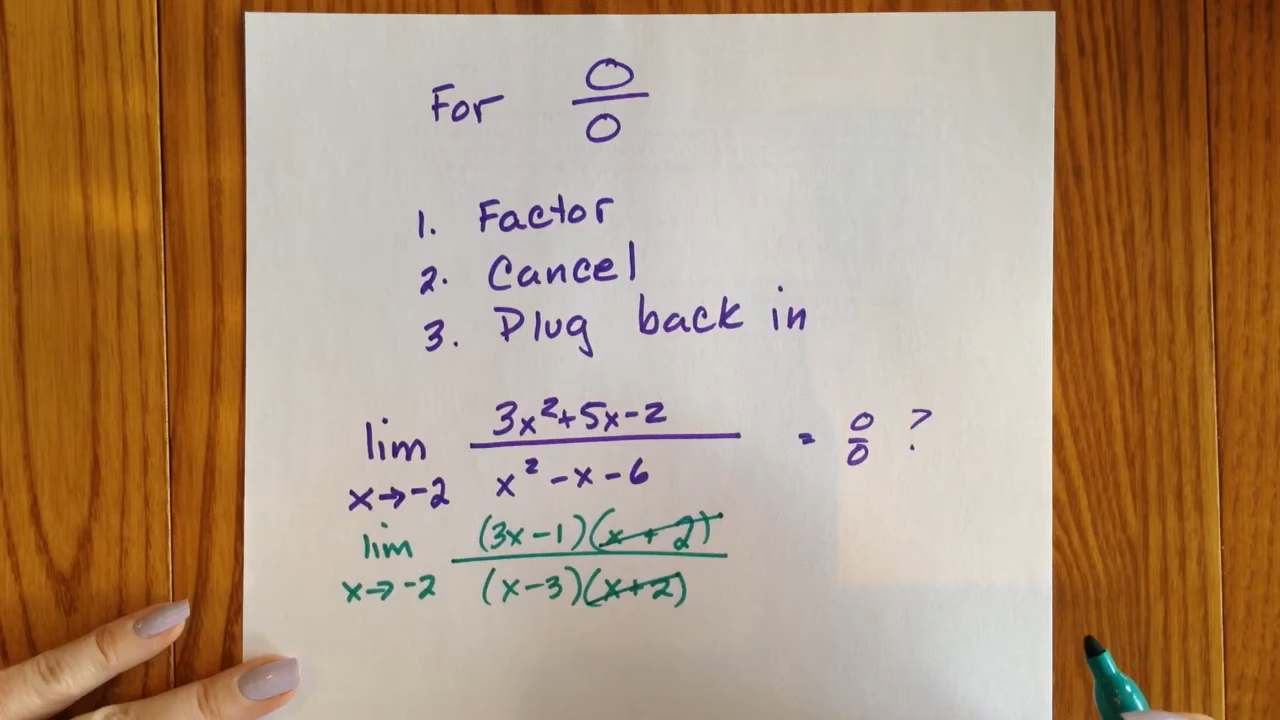 For 0/0
1. Factor
2. Cancel
3. Plug back in
lim x→-2 (3x²+5x-2)/(x²-x-6) = 0/0 ?
lim x→-2 (3x-1)(x+2)/(x-3)(x+2)